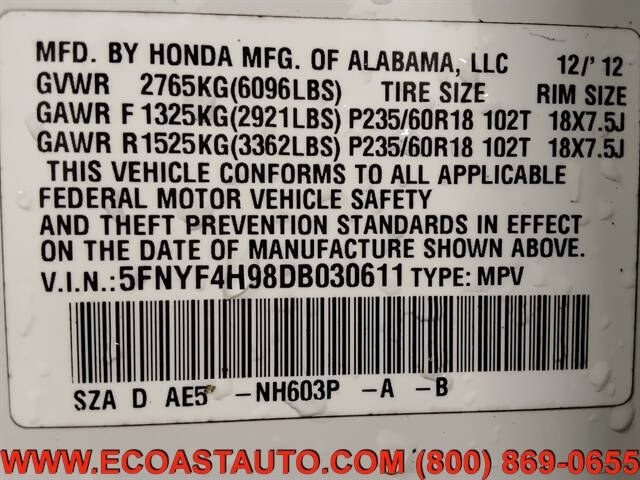 MFD. BY HONDA MFG. OF ALABAMA, LLC 12/'12
GVWR 2765KG(6096LBS) TIRE SIZE RIM SIZE
GAWR F 1325KG(2921LBS) P235/60R18 102T 18X7.5J
GAWR R 1525KG(3362LBS) P235/60R18 102T 18X7.5J
THIS VEHICLE CONFORMS TO ALL APPLICABLE
FEDERAL MOTOR VEHICLE SAFETY
AND THEFT PREVENTION STANDARDS IN EFFECT
ON THE DATE OF MANUFACTURE SHOWN ABOVE.
V.I.N.: 5FNYF4H98DB030611 TYPE: MPV
SZA D AE5 -NH603P -A -B
WWW.ECOASTAUTO.COM (800) 869-0655